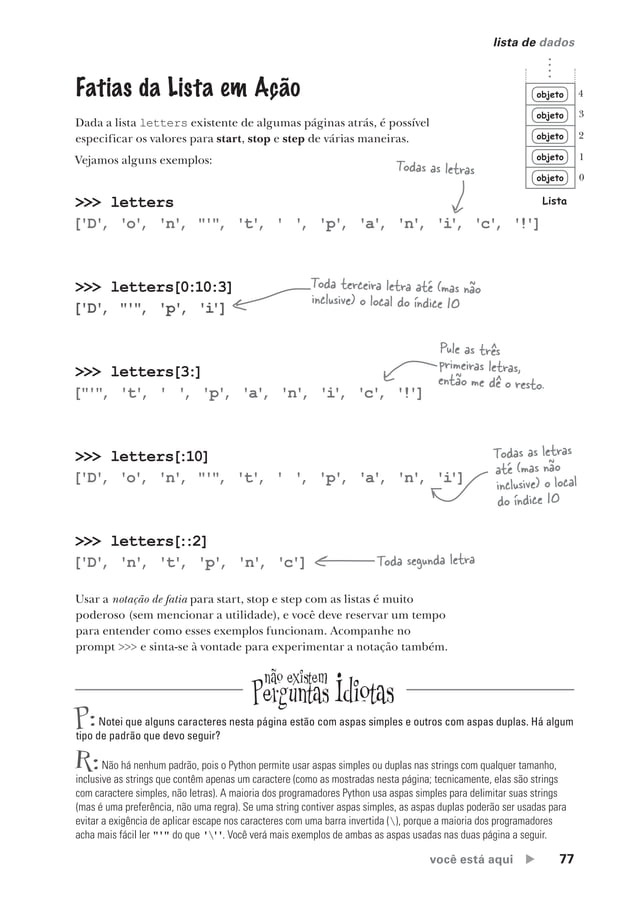 lista de dados
Fatias da Lista em Ação
objeto 4
objeto 3
objeto 2
objeto 1
objeto 0
Lista
Dada a lista letters existente de algumas páginas atrás, é possível
especificar os valores para start, stop e step de várias maneiras.
Vejamos alguns exemplos:
Todas as letras
>>> letters
['D', 'o', 'n', "'", 't', ' ', 'p', 'a', 'n', 'i', 'c', '!']
>>> letters[0:10:3]
['D', "'", 'p', 'i']
Toda terceira letra até (mas não
inclusive) o local do índice 10
>>> letters[3:]
["'", 't', ' ', 'p', 'a', 'n', 'i', 'c', '!']
Pule as três
primeiras letras,
então me dê o resto.
>>> letters[:10]
['D', 'o', 'n', "'", 't', ' ', 'p', 'a', 'n', 'i']
Todas as letras
até (mas não
inclusive) o local
do índice 10
>>> letters[::2]
['D', 'n', 't', 'p', 'n', 'c']
Toda segunda letra
Usar a notação de fatia para start, stop e step com as listas é muito
poderoso (sem mencionar a utilidade), e você deve reservar um tempo
para entender como esses exemplos funcionam. Acompanhe no
prompt >>> e sinta-se à vontade para experimentar a notação também.
não existem
Perguntas Idiotas
P: Notei que alguns caracteres nesta página estão com aspas simples e outros com aspas duplas. Há algum
tipo de padrão que devo seguir?
R: Não há nenhum padrão, pois o Python permite usar aspas simples ou duplas nas strings com qualquer tamanho,
inclusive as strings que contêm apenas um caractere (como as mostradas nesta página; tecnicamente, elas são strings
com caractere simples, não letras). A maioria dos programadores Python usa aspas simples para delimitar suas strings
(mas é uma preferência, não uma regra). Se uma string contiver aspas simples, as aspas duplas poderão ser usadas para
evitar a exigência de aplicar escape nos caracteres com uma barra invertida (\), porque a maioria dos programadores
acha mais fácil ler "'" do que '\''. Você verá mais exemplos de ambas as aspas usadas nas duas página a seguir.
você está aqui ▶ 77